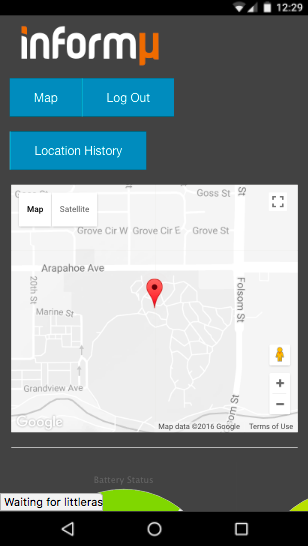 12:29
informµ
Map
Log Out
Location History
Goss St
Goss St
St
Map
Satellite
Grove Cir W
Grove Cir E
Grove St
Arapahoe Ave
20th St
Folsom St
Marine St
Grandview Ave
Google
Map data ©2016 Google
Terms of Use
Battery Status
Waiting for littleras